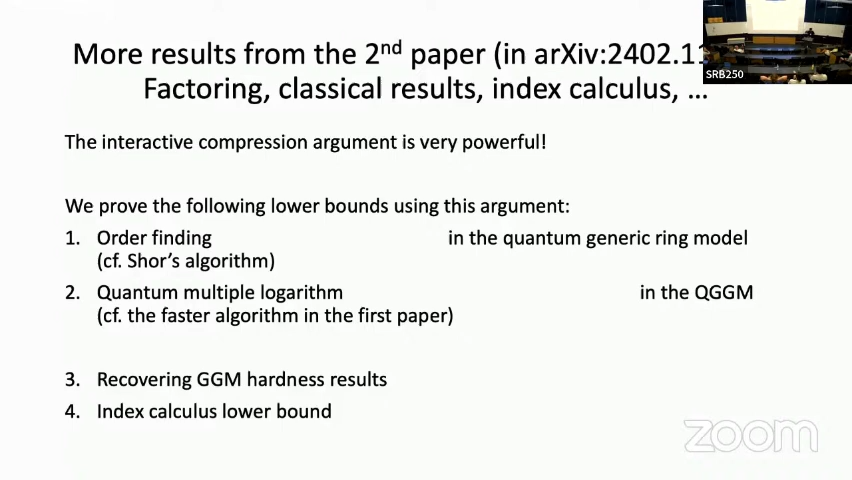 More results from the 2nd paper (in arXiv:2402.11
Factoring, classical results, index calculus, …
SRB250
The interactive compression argument is very powerful!
We prove the following lower bounds using this argument:
1. Order finding in the quantum generic ring model
(cf. Shor's algorithm)
2. Quantum multiple logarithm in the QGGM
(cf. the faster algorithm in the first paper)
3. Recovering GGM hardness results
4. Index calculus lower bound
zoom